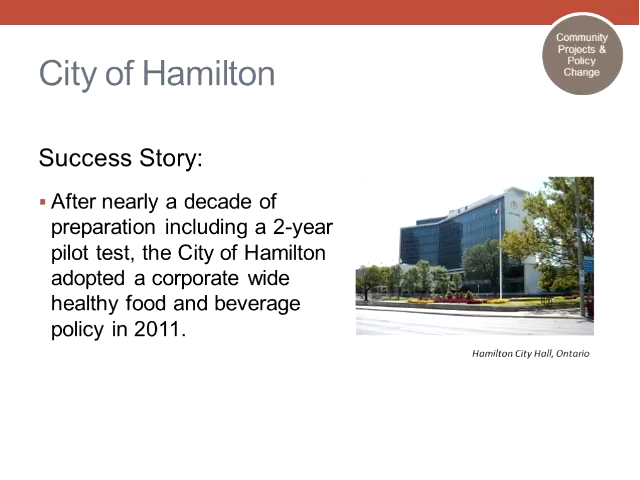 Community
Projects &
Policy
Change
City of Hamilton
Success Story:
After nearly a decade of
preparation including a 2-year
pilot test, the City of Hamilton
adopted a corporate wide
healthy food and beverage
policy in 2011.
Hamilton City Hall, Ontario